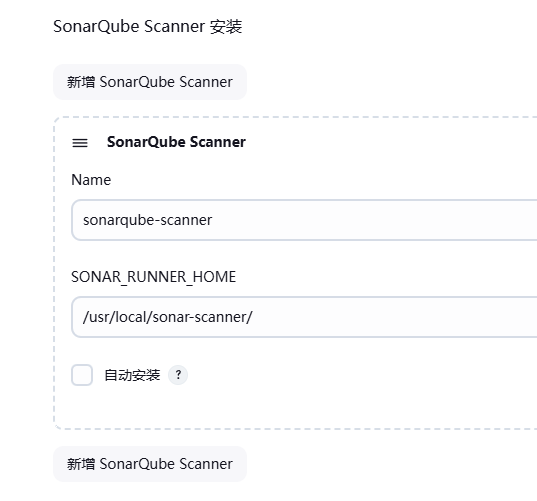 SonarQube Scanner 安装
新增 SonarQube Scanner
SonarQube Scanner
Name
sonarqube-scanner
SONAR_RUNNER_HOME
/usr/local/sonar-scanner/
自动安装 ?
新增 SonarQube Scanner